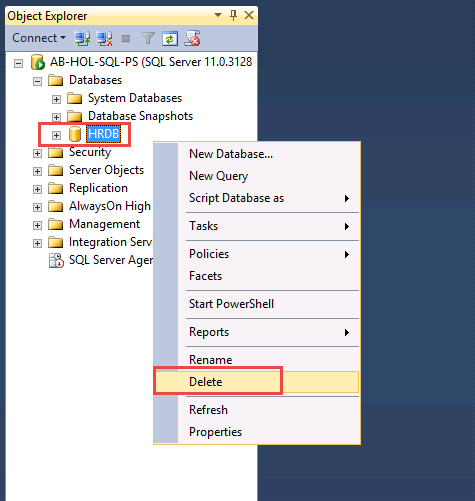 Object Explorer
Connect
AB-HOL-SQL-PS (SQL Server 11.0.3128
Databases
System Databases
Database Snapshots
HRDB
Security
Server Objects
Replication
AlwaysOn High
Management
Integration Serv
SQL Server Agen
New Database...
New Query
Script Database as
Tasks
Policies
Facets
Start PowerShell
Reports
Rename
Delete
Refresh
Properties